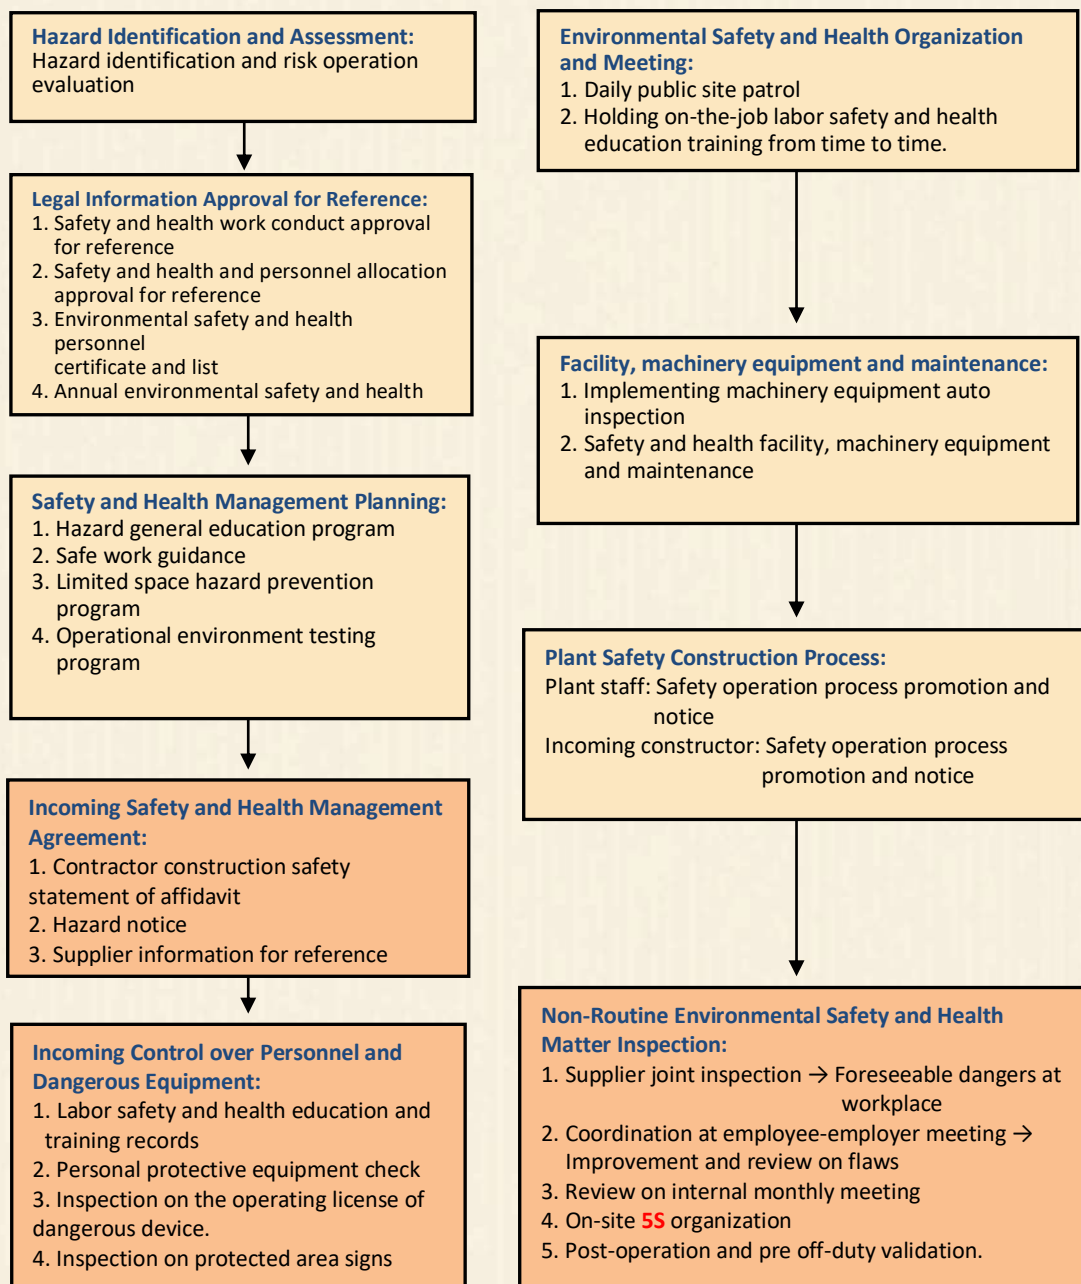 Hazard Identification and Assessment:
Hazard identification and risk operation
evaluation
Legal Information Approval for Reference:
1. Safety and health work conduct approval
for reference
2. Safety and health and personnel allocation
approval for reference
3. Environmental safety and health
personnel
certificate and list
4. Annual environmental safety and health
Safety and Health Management Planning:
1. Hazard general education program
2. Safe work guidance
3. Limited space hazard prevention
program
4. Operational environment testing
program
Incoming Safety and Health Management
Agreement:
1. Contractor construction safety
statement of affidavit
2. Hazard notice
3. Supplier information for reference
Incoming Control over Personnel and
Dangerous Equipment:
1. Labor safety and health education and
training records
2. Personal protective equipment check
3. Inspection on the operating license of
dangerous device.
4. Inspection on protected area signs
Environmental Safety and Health Organization
and Meeting:
1. Daily public site patrol
2. Holding on-the-job labor safety and health
education training from time to time.
Facility, machinery equipment and maintenance:
1. Implementing machinery equipment auto
inspection
2. Safety and health facility, machinery equipment
and maintenance
Plant Safety Construction Process:
Plant staff: Safety operation process promotion and
notice
Incoming constructor: Safety operation process
promotion and notice
Non-Routine Environmental Safety and Health
Matter Inspection:
1. Supplier joint inspection → Foreseeable dangers at
workplace
2. Coordination at employee-employer meeting →
Improvement and review on flaws
3. Review on internal monthly meeting
4. On-site 5S organization
5. Post-operation and pre off-duty validation.